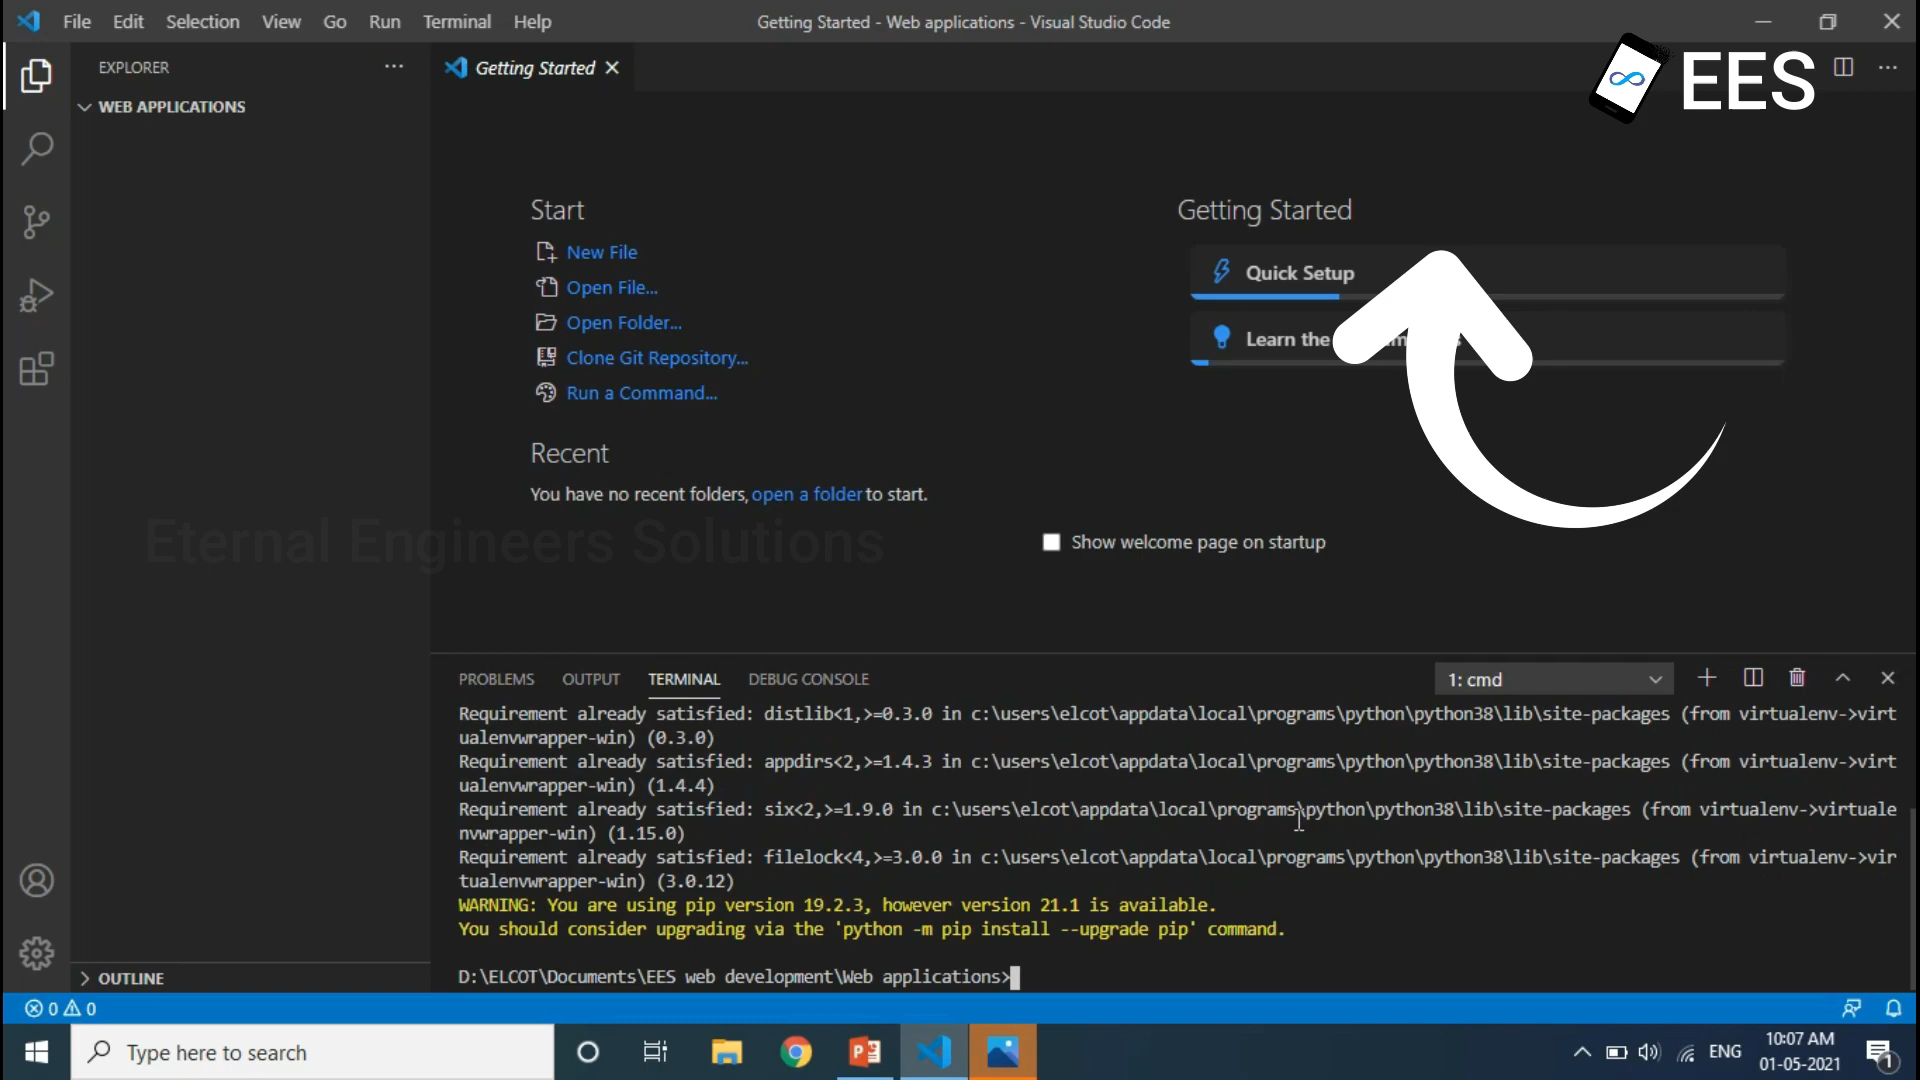 File Edit Selection View Go Run Terminal Help
Getting Started - Web applications - Visual Studio Code
EES
EXPLORER
Getting Started
WEB APPLICATIONS
Start
New File
Open File...
Open Folder...
Clone Git Repository...
Run a Command...
Recent
You have no recent folders, open a folder to start.
Getting Started
Quick Setup
Learn the
Show welcome page on startup
Eternal Engineers Solutions
PROBLEMS OUTPUT TERMINAL DEBUG CONSOLE
1: cmd
Requirement already satisfied: distlib<1,>=0.3.0 in c:\users\elcot\appdata\local\programs\python\python38\lib\site-packages (from virtualenv->virt
ualenvwrapper-win) (0.3.0)
Requirement already satisfied: appdirs<2,>=1.4.3 in c:\users\elcot\appdata\local\programs\python\python38\lib\site-packages (from virtualenv->virt
ualenvwrapper-win) (1.4.4)
Requirement already satisfied: six<2,>=1.9.0 in c:\users\elcot\appdata\local\programs\python\python38\lib\site-packages (from virtualenv->virtuale
nvwrapper-win) (1.15.0)
Requirement already satisfied: filelock<4,>=3.0.0 in c:\users\elcot\appdata\local\programs\python\python38\lib\site-packages (from virtualenv->vir
tualenvwrapper-win) (3.0.12)
WARNING: You are using pip version 19.2.3, however version 21.1 is available.
You should consider upgrading via the 'python -m pip install --upgrade pip' command.
D:\ELCOT\Documents\EES web development\Web applications>
OUTLINE
0 0
Type here to search
ENG
10:07 AM
01-05-2021
1